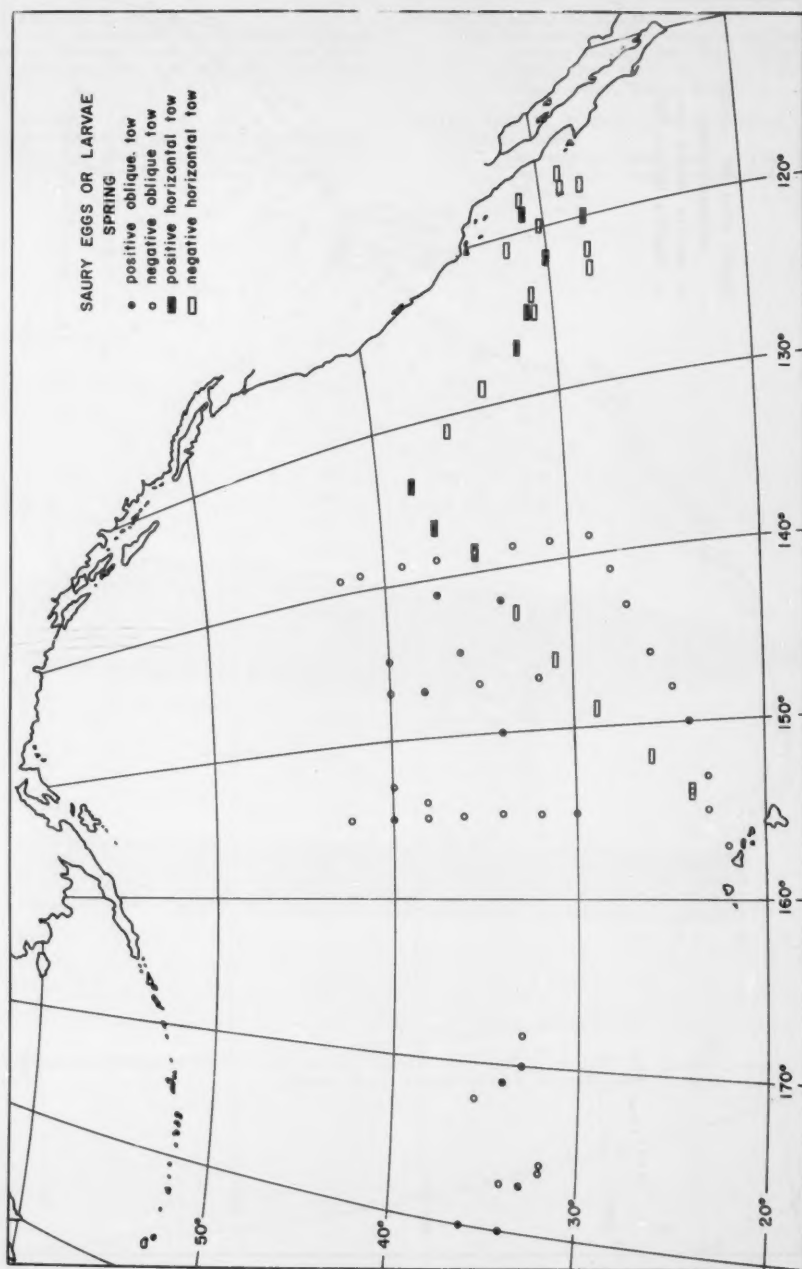 SAURY EGGS OR LARVAE
SPRING
positive oblique tow
negative oblique tow
positive horizontal tow
negative horizontal tow
50°
40°
30°
20°
170°
160°
150°
140°
130°
120°